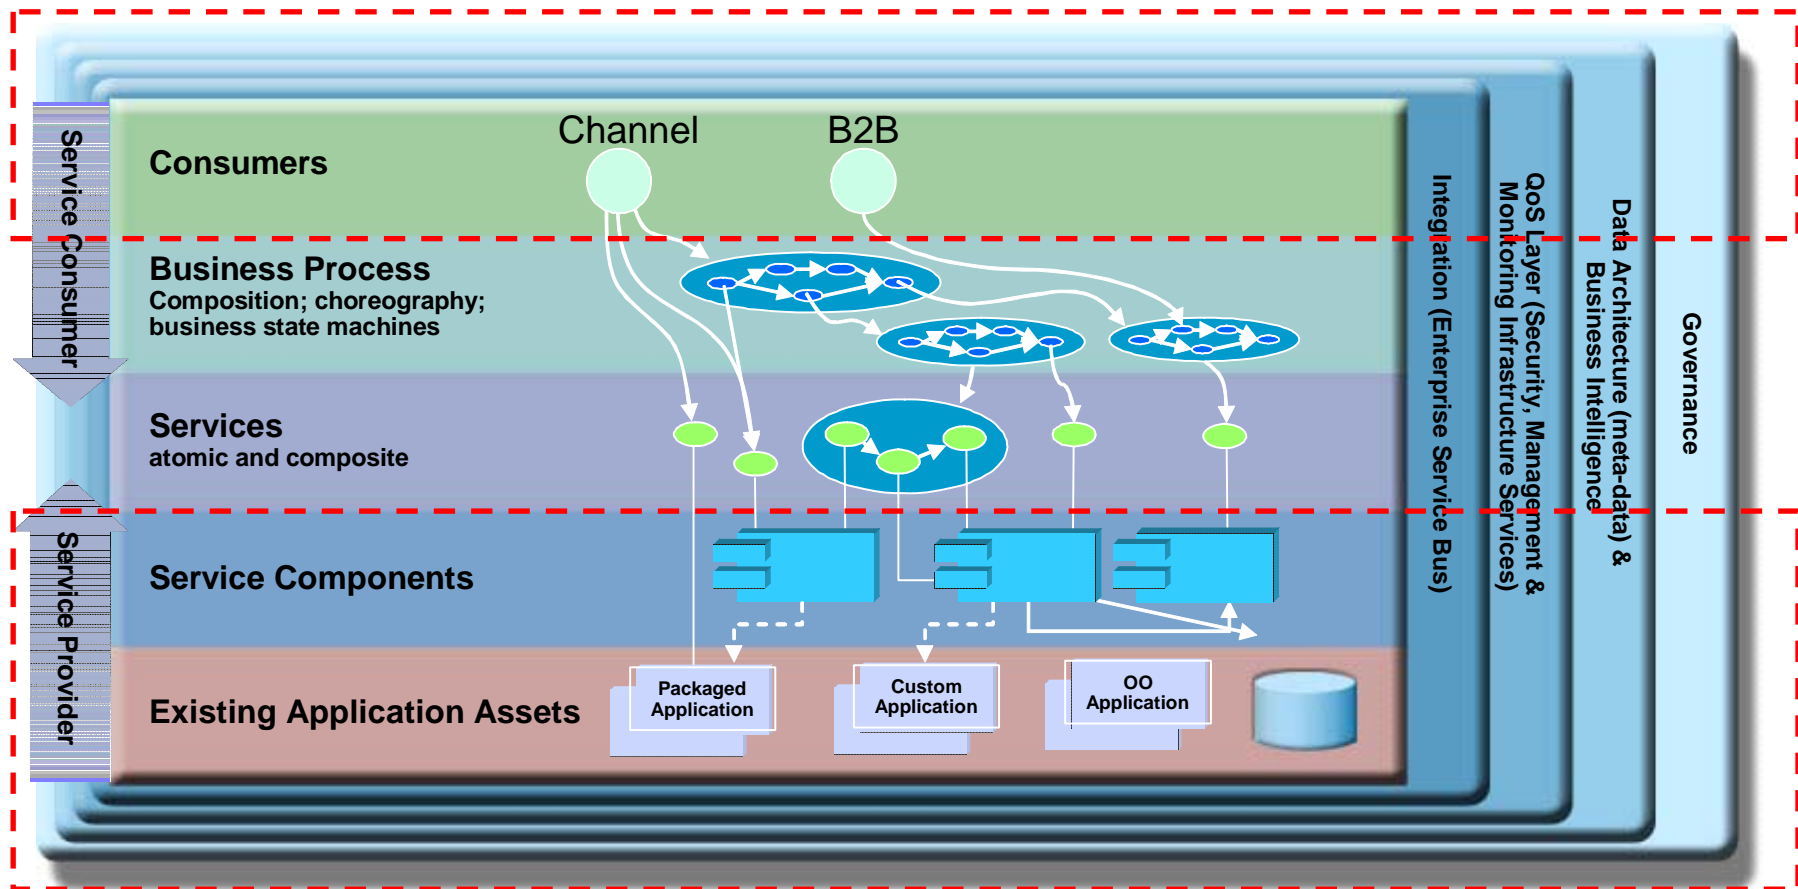 Channel
B2B
Consumers
Business Process
Composition; choreography;
business state machines
Services
atomic and composite
Service Components
Existing Application Assets
Packaged
Application
Custom
Application
OO
Application
Service Consumer
Service Provider
Integration (Enterprise Service Bus)
QoS Layer (Security, Management &
Monitoring Infrastructure Services)
Data Architecture (meta-data) &
Business Intelligence
Governance